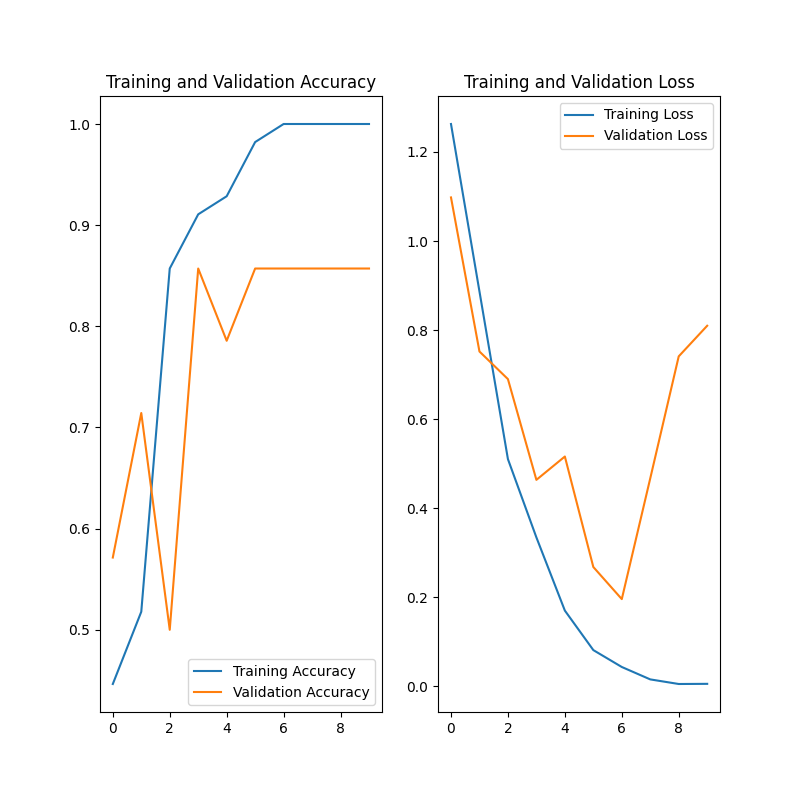 Training and Validation Accuracy
1.0
0.9
0.8
0.7
0.6
0.5
0 2 4 6 8
Training Accuracy
Validation Accuracy
Training and Validation Loss
1.2
1.0
0.8
0.6
0.4
0.2
0.0
0 2 4 6 8
Training Loss
Validation Loss